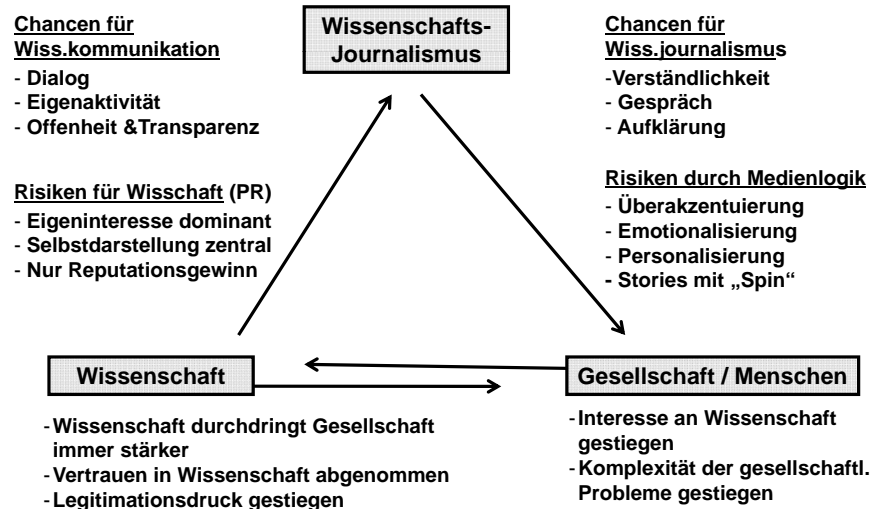 Chancen für
Wiss.kommunikation
- Dialog
- Eigenaktivität
- Offenheit &Transparenz
Risiken für Wisschaft (PR)
- Eigeninteresse dominant
- Selbstdarstellung zentral
- Nur Reputationsgewinn
Wissenschafts-
Journalismus
Chancen für
Wiss.journalismus
-Verständlichkeit
- Gespräch
- Aufklärung
Risiken durch Medienlogik
- Überakzentuierung
- Emotionalisierung
- Personalisierung
- Stories mit „Spin“
Wissenschaft
- Wissenschaft durchdringt Gesellschaft
immer stärker
- Vertrauen in Wissenschaft abgenommen
- Legitimationsdruck gestiegen
Gesellschaft / Menschen
- Interesse an Wissenschaft
gestiegen
- Komplexität der gesellschaftl.
Probleme gestiegen